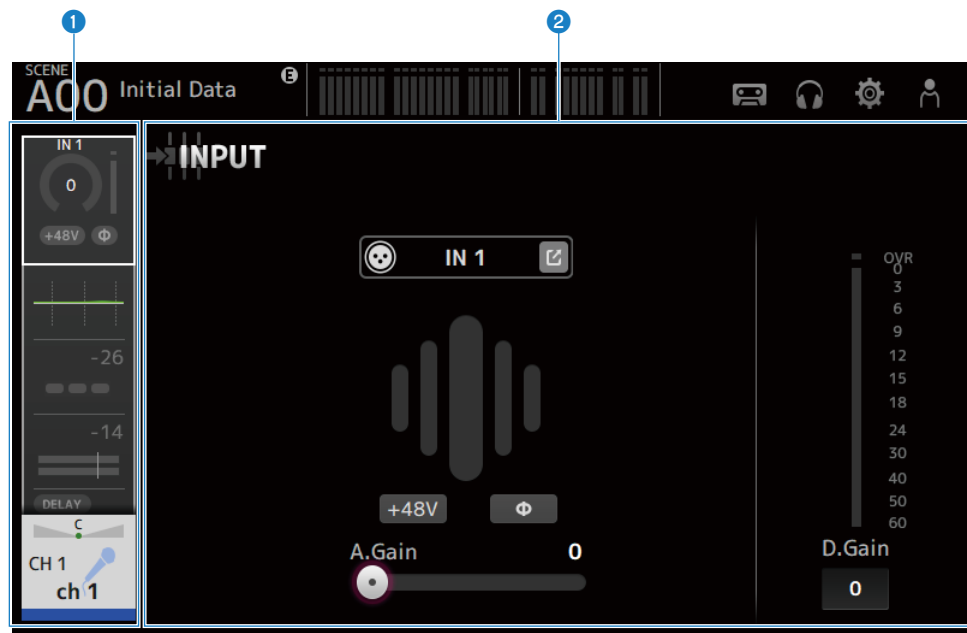 1
2
SCENE
A00 Initial Data
E
IN 1
0
+48V Φ
-26
-14
DELAY
C
CH 1
ch 1
INPUT
IN 1
+48V Φ
A.Gain 0
OVR
0
3
6
9
12
15
18
24
30
40
50
60
D.Gain
0